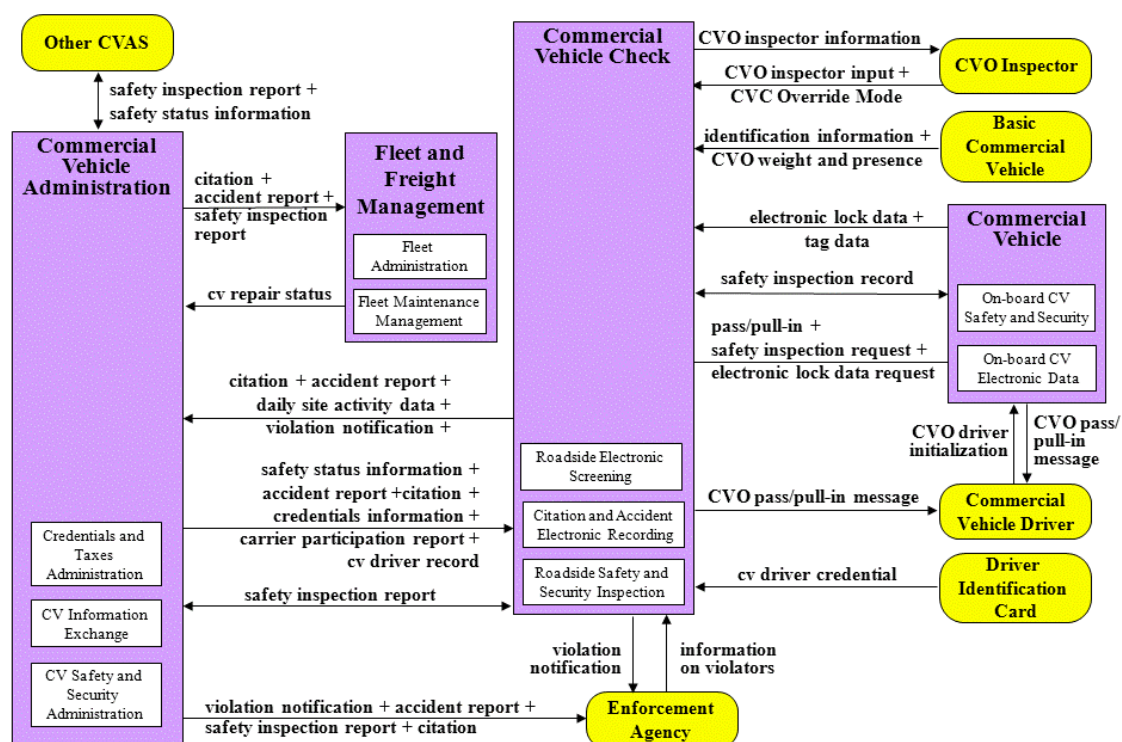 Other CVAS
safety inspection report +
safety status information
Commercial
Vehicle
Administration
citation +
accident report +
safety inspection
report
Fleet and
Freight
Management
Fleet
Administration
Fleet Maintenance
Management
cv repair status
citation + accident report +
daily site activity data +
violation notification +
safety status information +
accident report +citation +
credentials information +
carrier participation report +
cv driver record
safety inspection report
Credentials and
Taxes
Administration
CV Information
Exchange
CV Safety and
Security
Administration
violation notification + accident report +
safety inspection report + citation
Commercial
Vehicle Check
Roadside Electronic
Screening
Citation and Accident
Electronic Recording
Roadside Safety and
Security Inspection
violation
notification
information
on violators
Enforcement
Agency
CVO inspector information
CVO inspector input +
CVC Override Mode
CVO Inspector
identification information +
CVO weight and presence
Basic
Commercial
Vehicle
electronic lock data +
tag data
safety inspection record
pass/pull-in +
safety inspection request +
electronic lock data request
Commercial
Vehicle
On-board CV
Safety and Security
On-board CV
Electronic Data
CVO driver
initialization
CVO pass/
pull-in
message
CVO pass/pull-in message
Commercial
Vehicle Driver
cv driver credential
Driver
Identification
Card